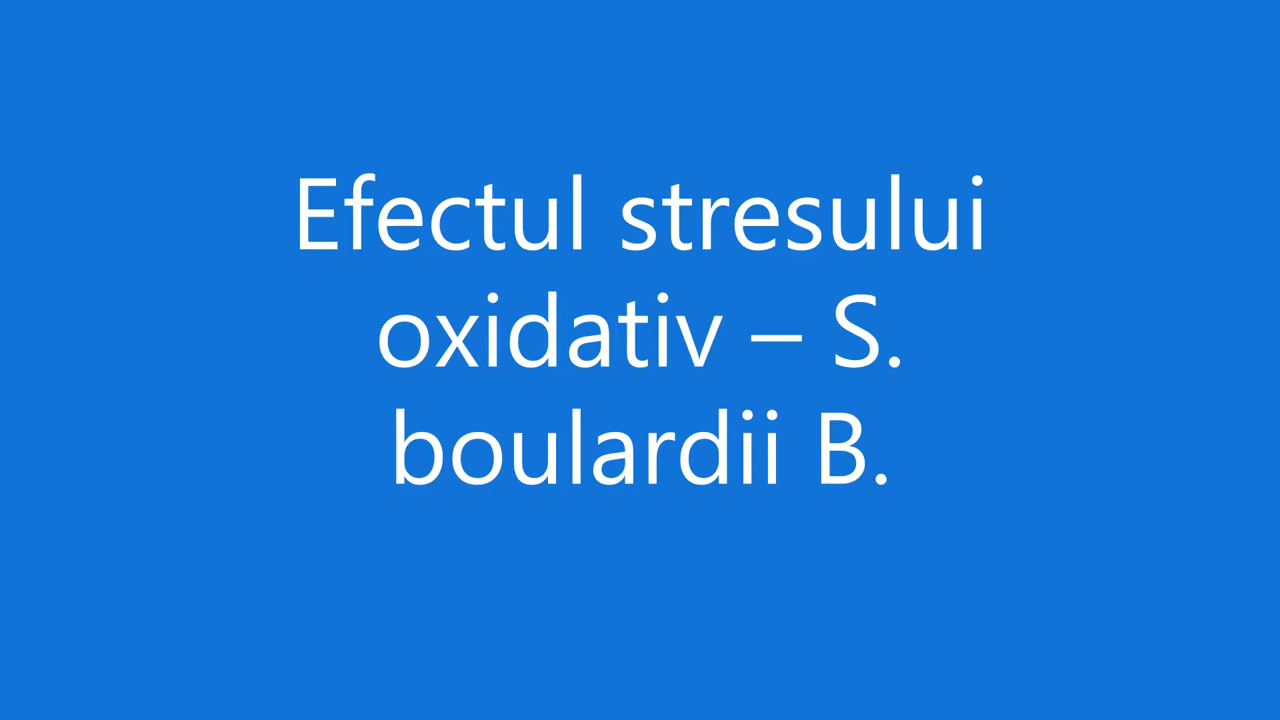 Efectul stresului
oxidativ – S.
boulardii B.